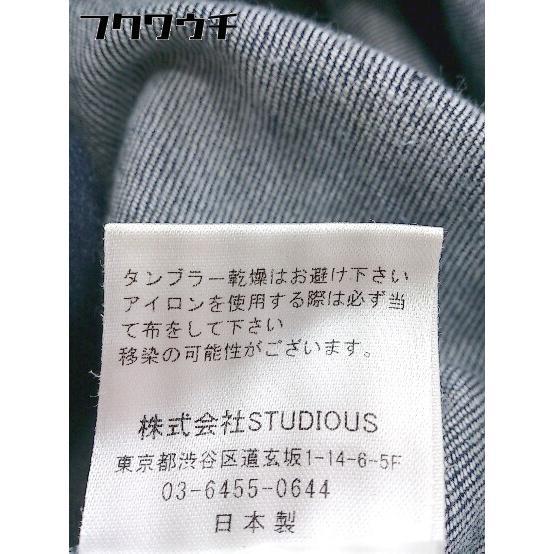 フクワウチ
タンブラー乾燥はお避け下さい
アイロンを使用する際は必ず当
て布をして下さい
移染の可能性がございます。
株式会社STUDIOUS
東京都渋谷区道玄坂1-14-6-5F
03-6455-0644
日本製